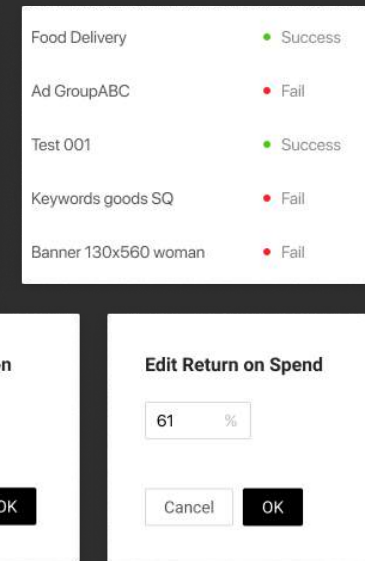 Food Delivery Success
Ad GroupABC Fail
Test 001 Success
Keywords goods SQ Fail
Banner 130x560 woman Fail
Edit Return on Spend
61 %
OK
Cancel OK